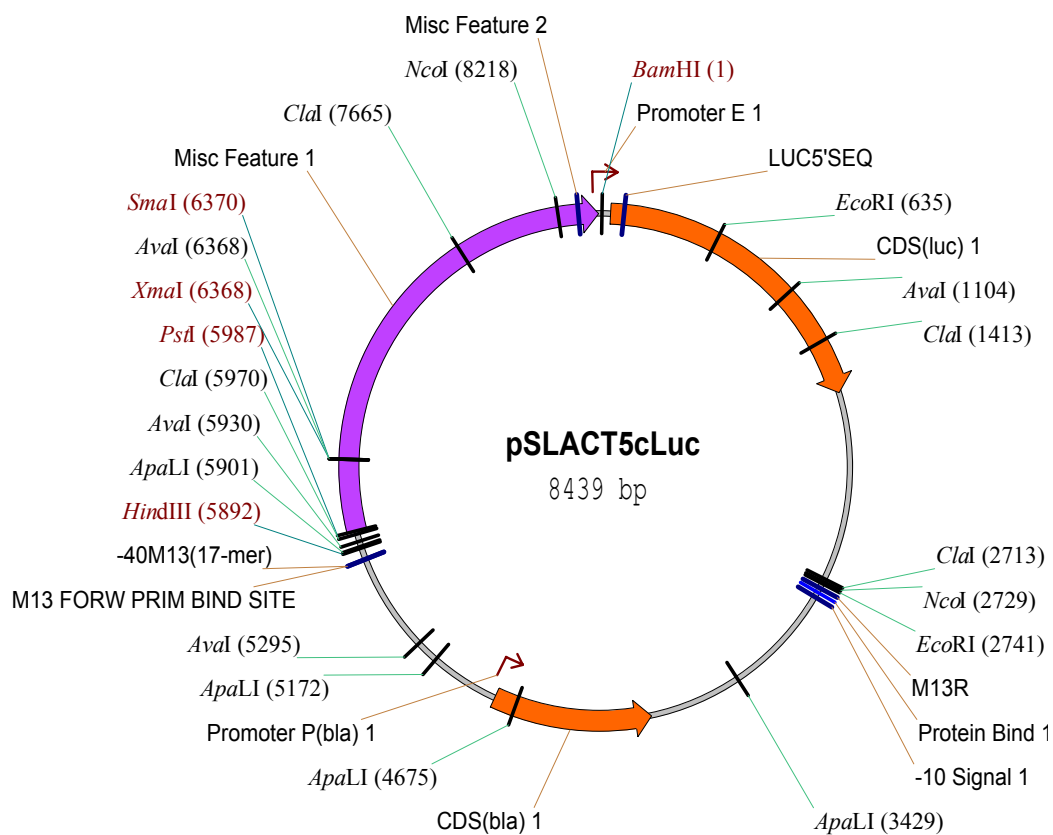 Misc Feature 2
NcoI (8218)
BamHI (1)
Promoter E 1
ClaI (7665)
LUC5'SEQ
Misc Feature 1
EcoRI (635)
SmaI (6370)
CDS(luc) 1
AvaI (6368)
AvaI (1104)
XmaI (6368)
ClaI (1413)
PstI (5987)
ClaI (5970)
AvaI (5930)
pSLACT5cLuc
8439 bp
ApaLI (5901)
HindIII (5892)
-40M13(17-mer)
M13 FORW PRIM BIND SITE
ClaI (2713)
NcoI (2729)
EcoRI (2741)
AvaI (5295)
M13R
ApaLI (5172)
Promoter P(bla) 1
Protein Bind 1
-10 Signal 1
ApaLI (4675)
CDS(bla) 1
ApaLI (3429)